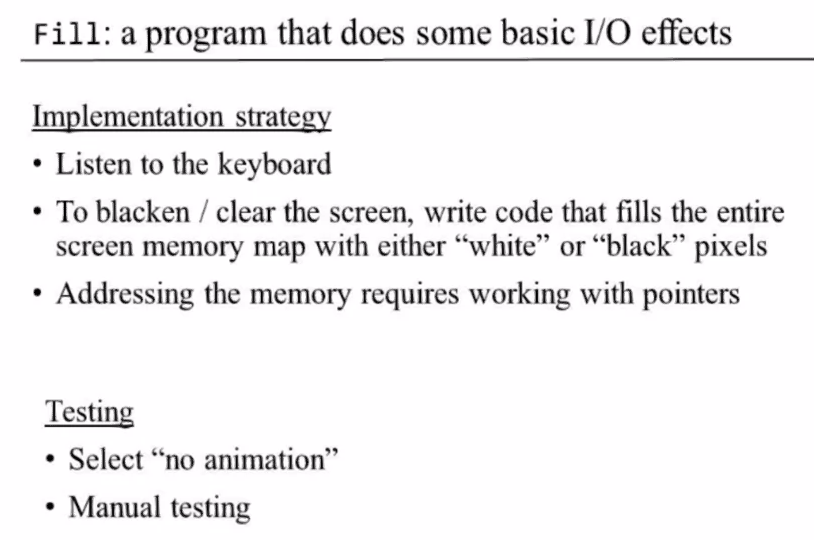 Fill: a program that does some basic I/O effects
Implementation strategy
• Listen to the keyboard
• To blacken / clear the screen, write code that fills the entire
screen memory map with either “white” or “black” pixels
• Addressing the memory requires working with pointers
Testing
• Select “no animation”
• Manual testing